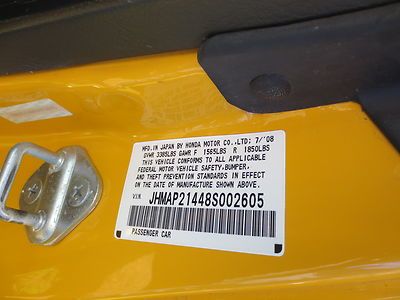 MFD.IN JAPAN BY HONDA MOTOR CO.,LTD; 7/'08
GVWR 3385LBS GAWR F 1565LBS R 1850LBS
THIS VEHICLE CONFORMS TO ALL APPLICABLE
FEDERAL MOTOR VEHICLE SAFETY,BUMPER,
AND THEFT PREVENTION STANDARDS IN EFFECT
ON THE DATE OF MANUFACTURE SHOWN ABOVE.
VIN JHMAP21448S002605
PASSENGER CAR